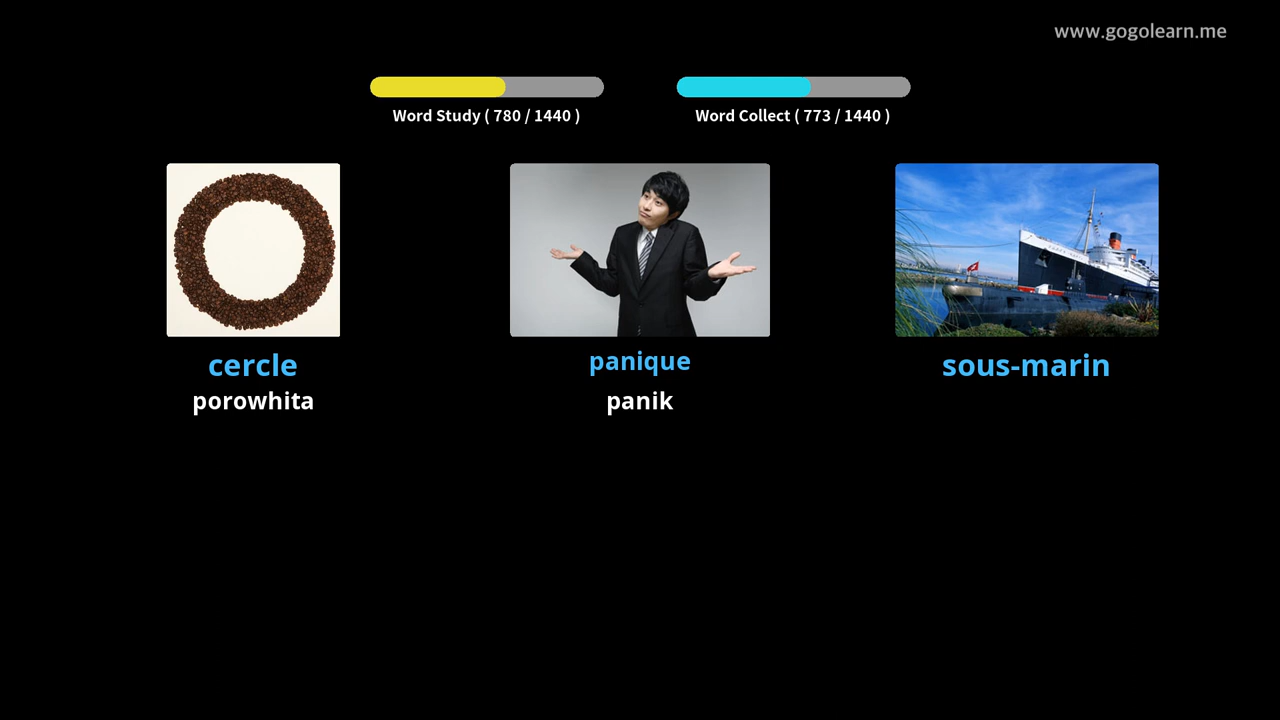 www.gogolearn.me
Word Study ( 780 / 1440 )
Word Collect ( 773 / 1440 )
cercle
porowhita
panique
panik
sous-marin